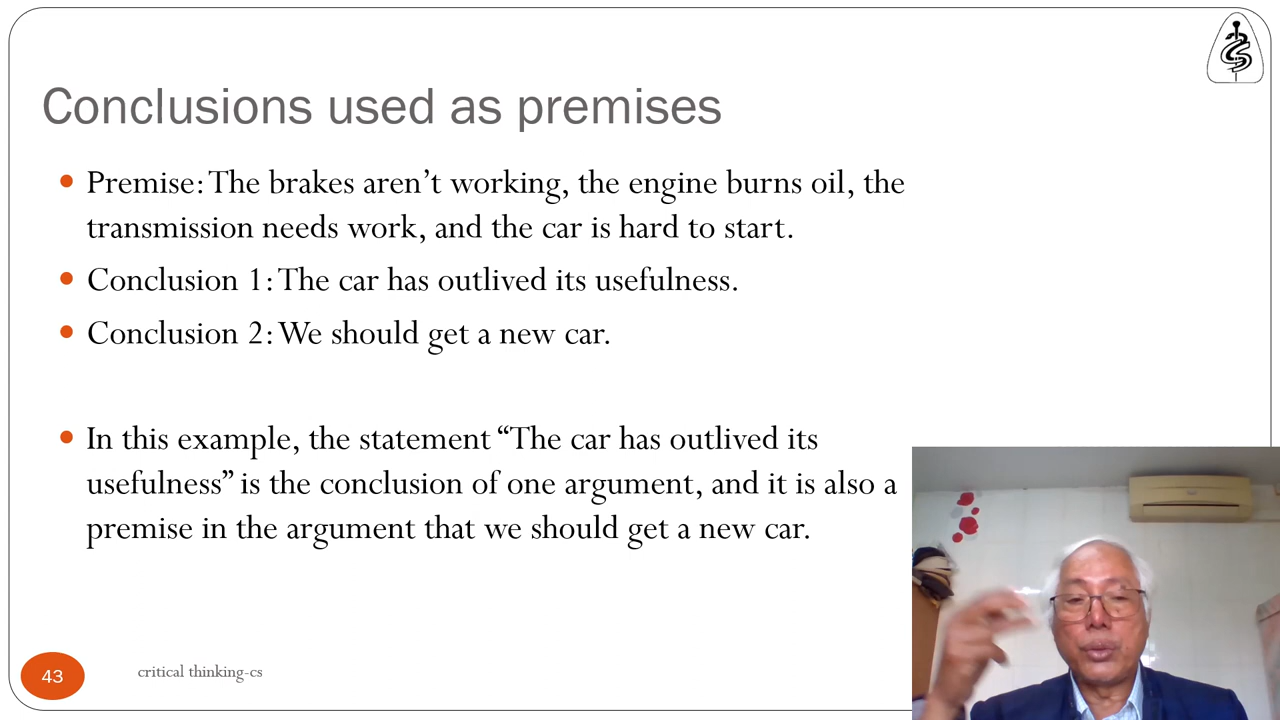 Conclusions used as premises
Premise: The brakes aren’t working, the engine burns oil, the
transmission needs work, and the car is hard to start.
Conclusion 1: The car has outlived its usefulness.
Conclusion 2: We should get a new car.
In this example, the statement “The car has outlived its
usefulness” is the conclusion of one argument, and it is also a
premise in the argument that we should get a new car.
43
critical thinking-cs